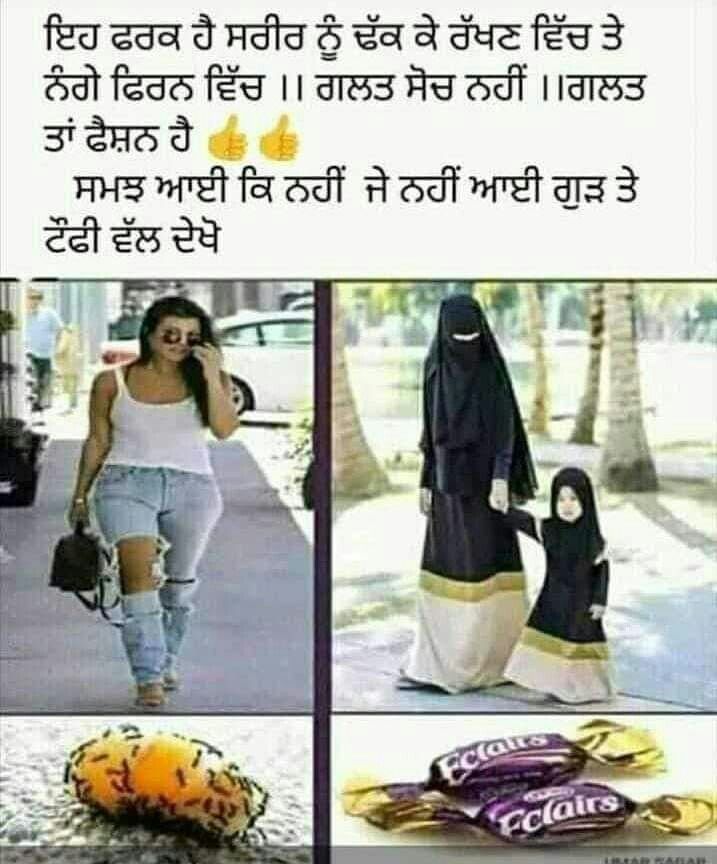 ਇਹ ਫਰਕ ਹੈ ਸਰੀਰ ਨੂੰ ਢੱਕ ਕੇ ਰੱਖਣ ਵਿੱਚ ਤੇ
ਨੰਗੇ ਫਿਰਨ ਵਿੱਚ ।। ਗਲਤ ਸੋਚ ਨਹੀਂ ।।ਗਲਤ
ਤਾਂ ਫੈਸ਼ਨ ਹੈ 👍👍
ਸਮਝ ਆਈ ਕਿ ਨਹੀਂ ਜੇ ਨਹੀਂ ਆਈ ਗੁੜ ਤੇ
ਟੌਫੀ ਵੱਲ ਦੇਖੋ
Eclairs
Eclairs